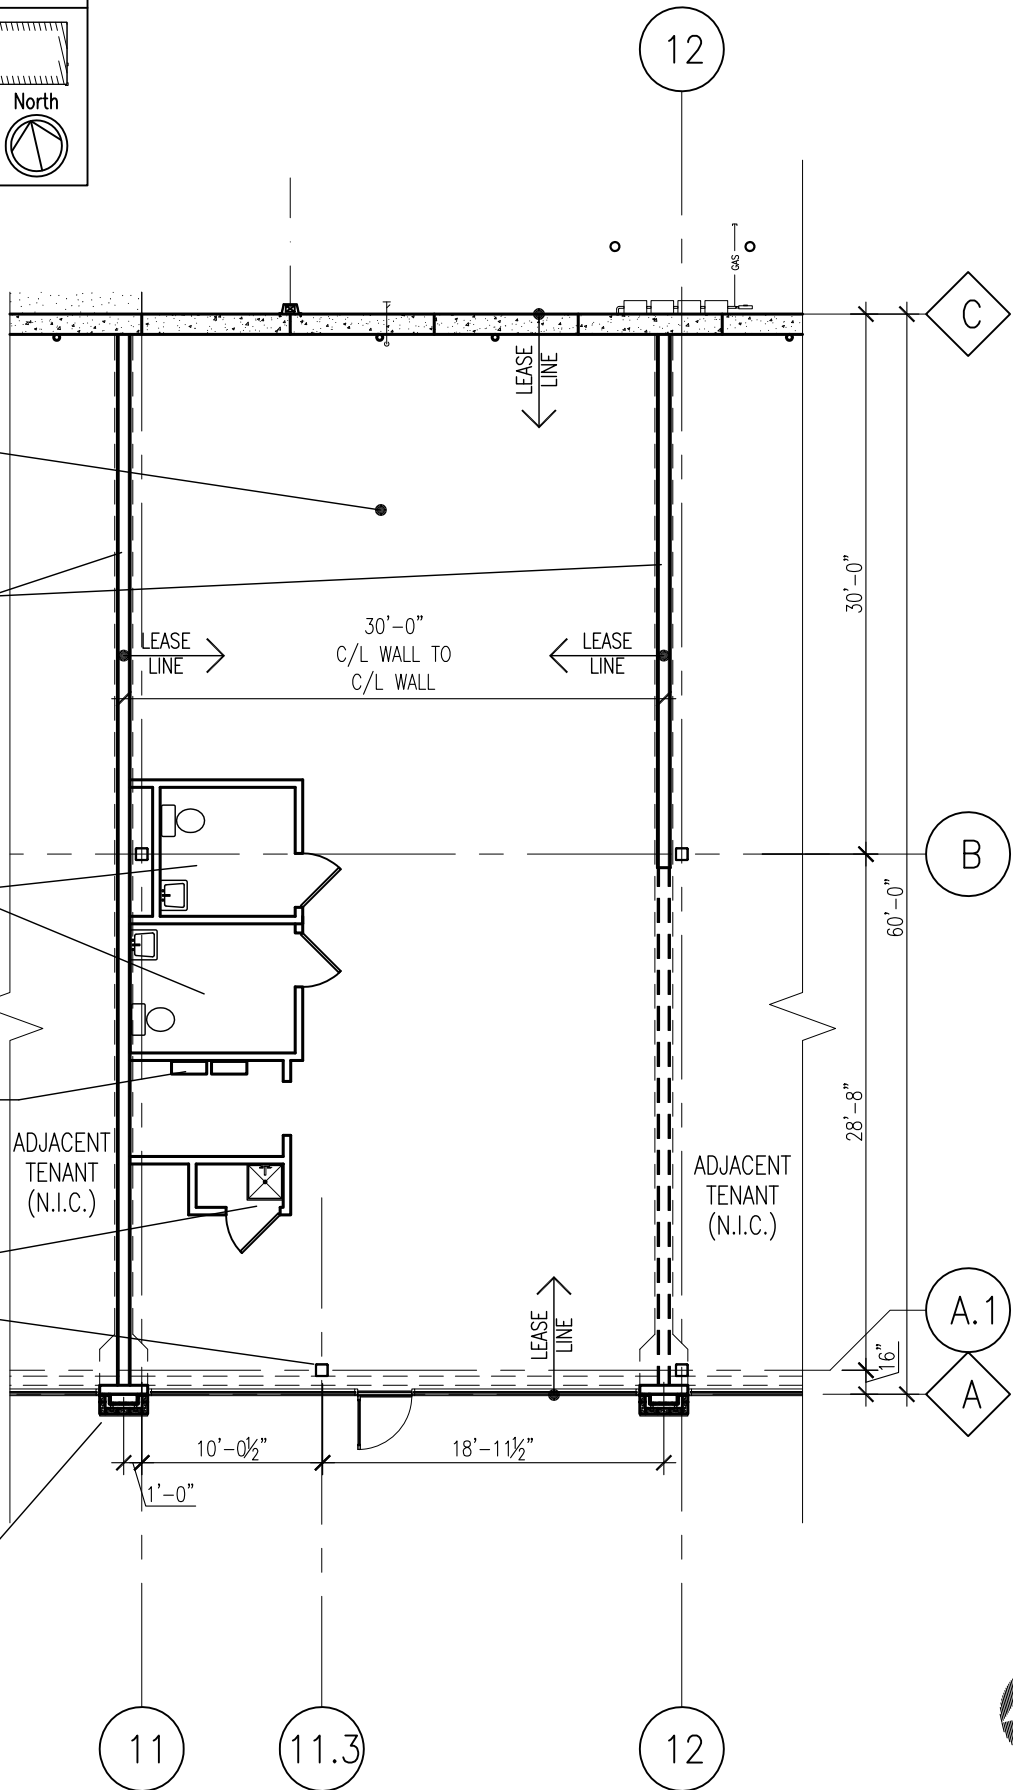 12
North
GAS
C
LEASE
LINE
30'-0"
30'-0"
C/L WALL TO
C/L WALL
LEASE
LINE
LEASE
LINE
B
60'-0"
28'-8"
ADJACENT
TENANT
(N.I.C.)
ADJACENT
TENANT
(N.I.C.)
LEASE
LINE
A.1
16"
A
10'-0½"
18'-11½"
1'-0"
11
11.3
12